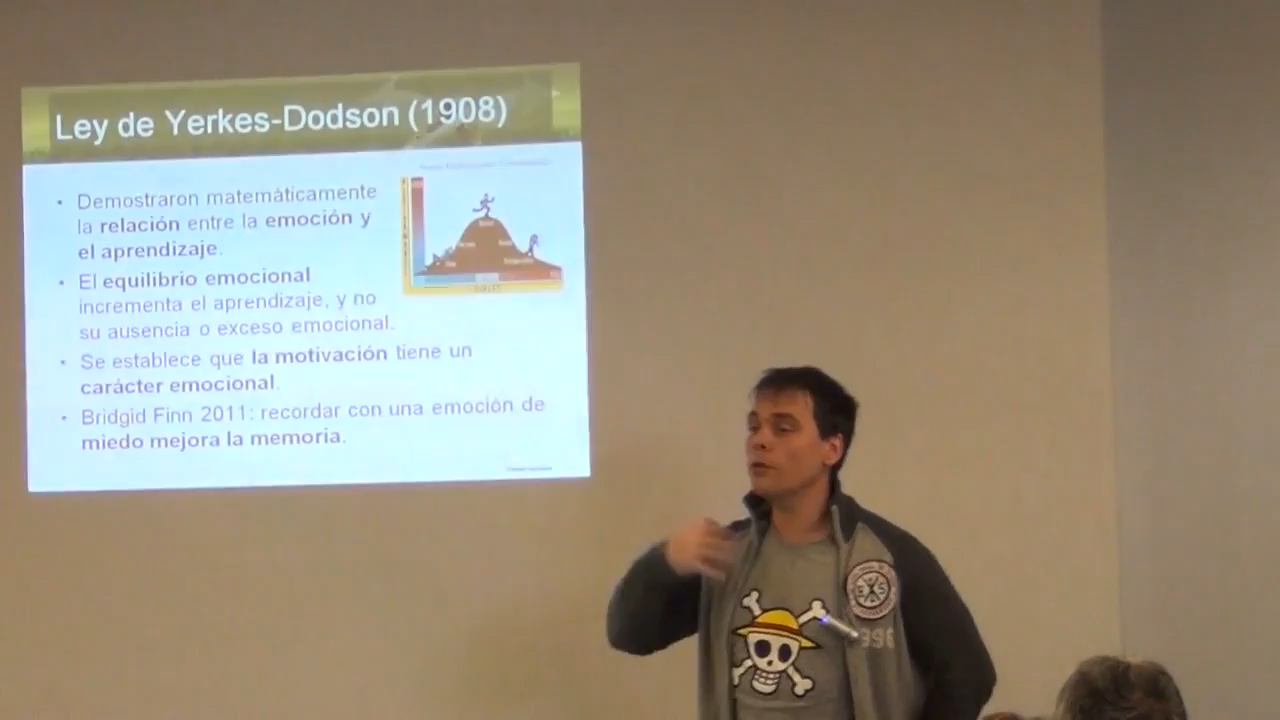 Ley de Yerkes-Dodson (1908)
• Demostraron matemáticamente
la relación entre la emoción y
el aprendizaje.
• El equilibrio emocional
incrementa el aprendizaje, y no
su ausencia o exceso emocional.
• Se establece que la motivación tiene un
carácter emocional.
• Bridgid Finn 2011: recordar con una emoción de
miedo mejora la memoria.